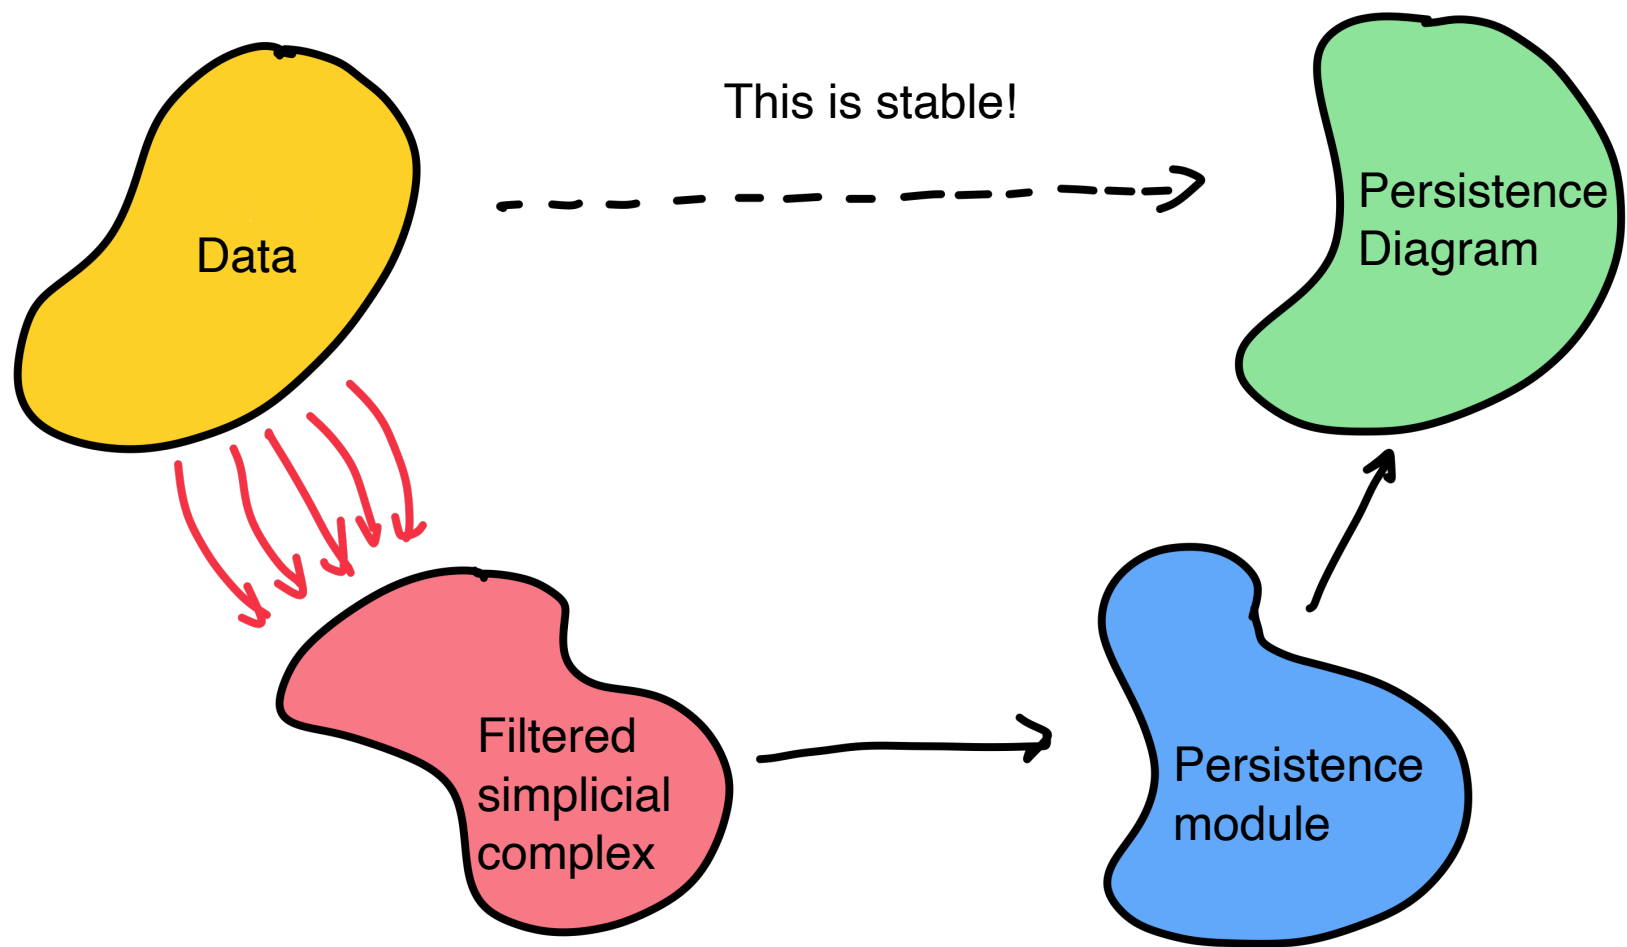 This is stable!
Data
Persistence
Diagram
Filtered
simplicial
complex
Persistence
module